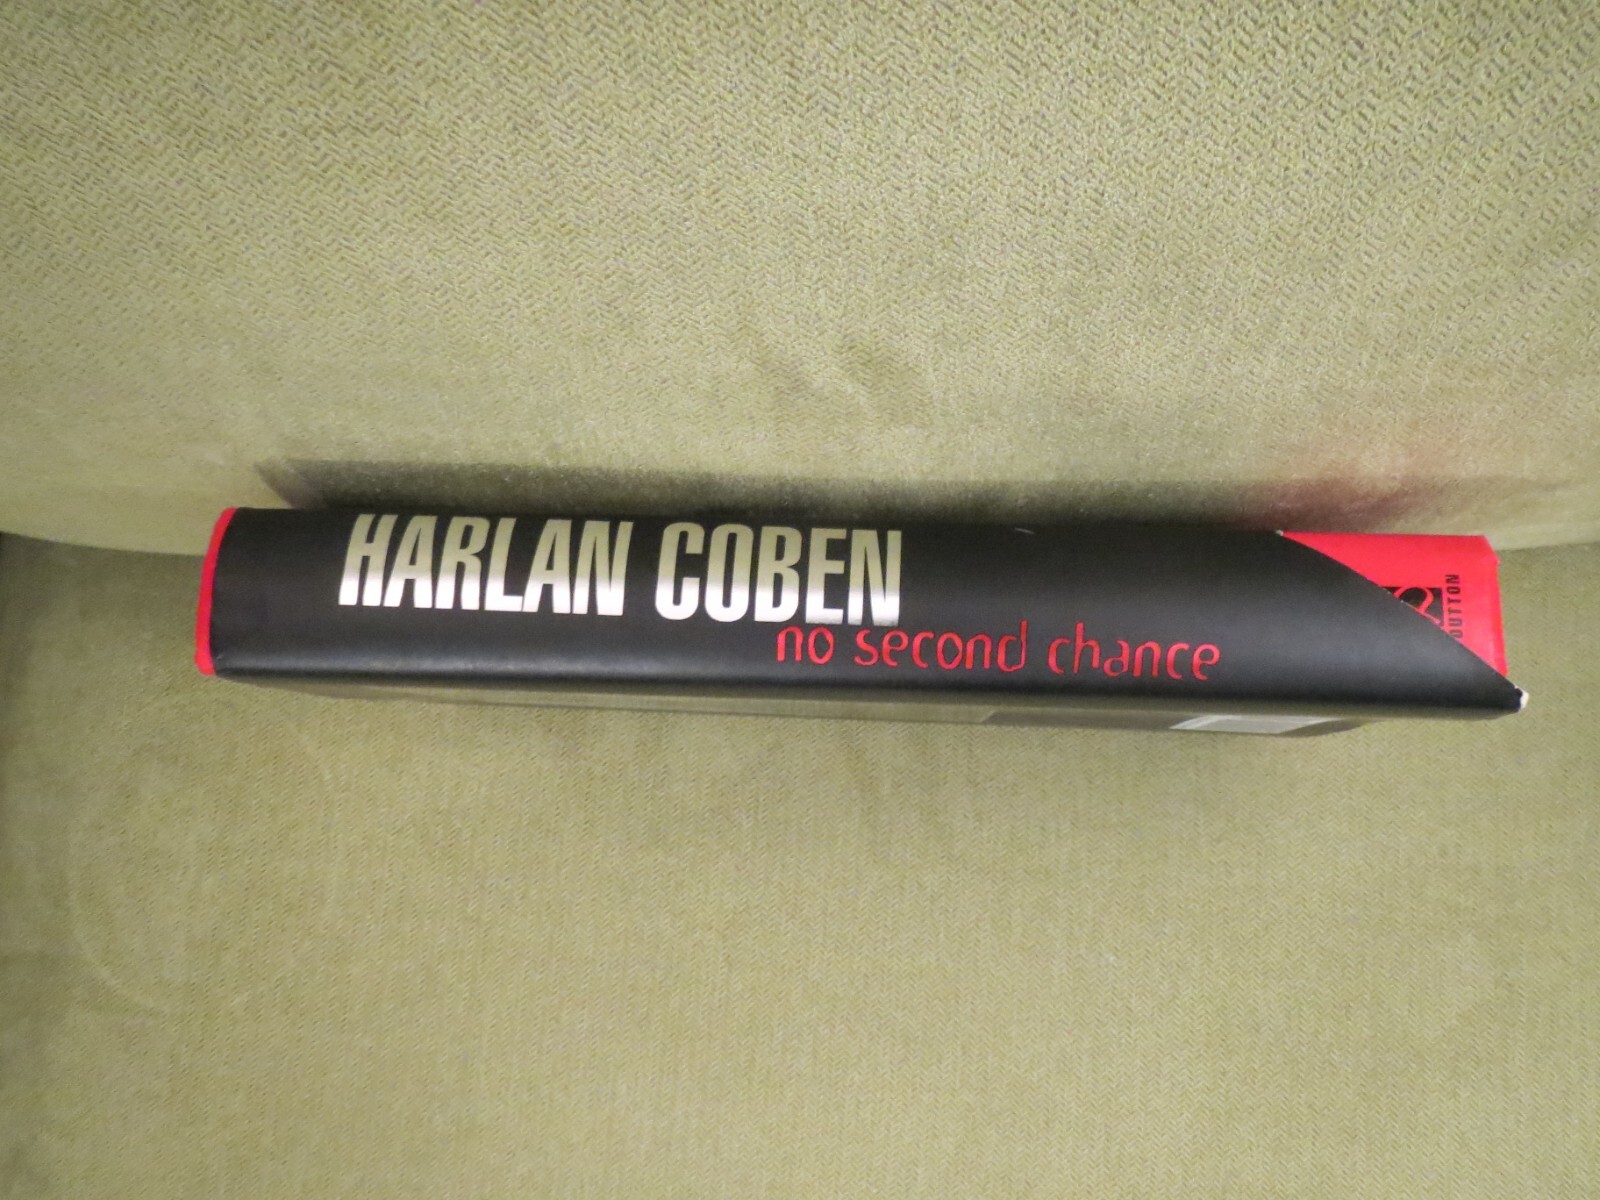 HARLAN COBEN
no second chance
DUTTON